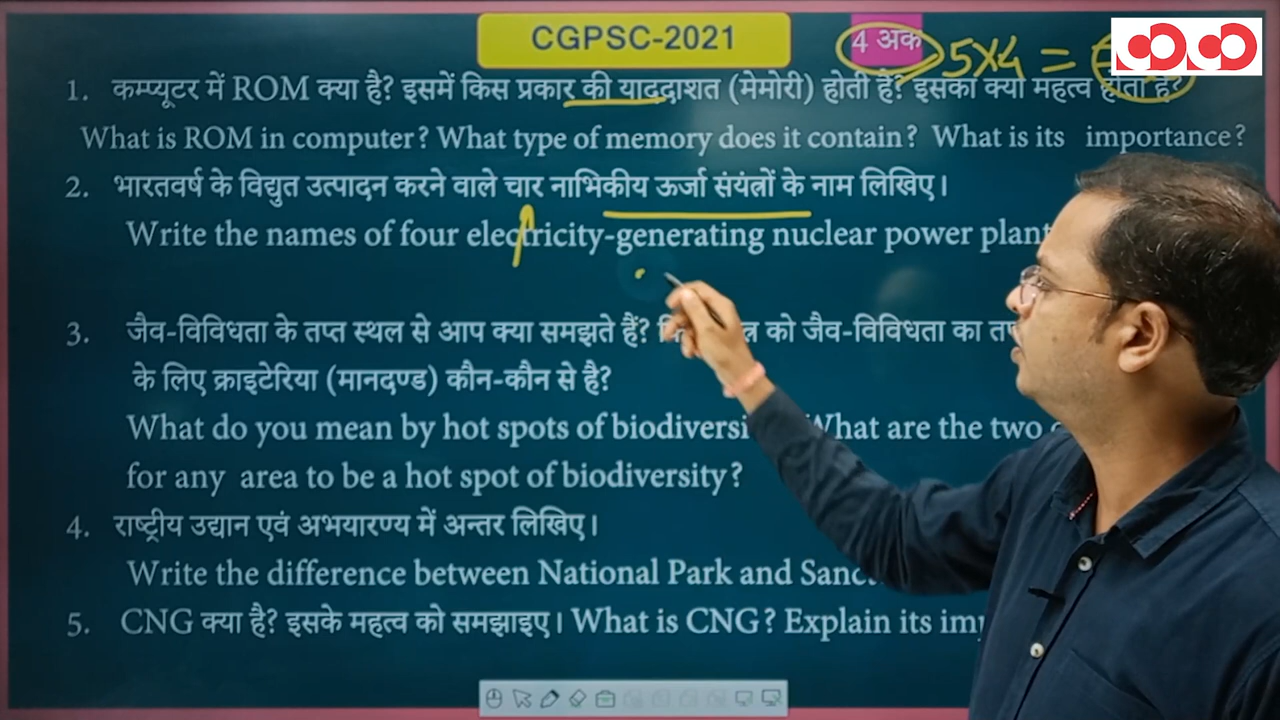 CGPSC-2021
4 अंक 5X4 =
1. कम्प्यूटर में ROM क्या है? इसमें किस प्रकार की याददाशत (मेमोरी) होती है? इसका क्या महत्व होता है?
What is ROM in computer? What type of memory does it contain? What is its importance?
2. भारतवर्ष के विद्युत उत्पादन करने वाले चार नाभिकीय ऊर्जा संयंत्रों के नाम लिखिए।
Write the names of four electricity-generating nuclear power
3. जैव-विविधता के तप्त स्थल से आप क्या समझते हैं? को जैव-विविधता का
के लिए क्राइटेरिया (मानदण्ड) कौन-कौन से है?
What do you mean by hot spots of What are the two
for any area to be a hot spot of biodiversity?
4. राष्ट्रीय उद्यान एवं अभयारण्य में अन्तर लिखिए।
Write the difference between National Park and
5. CNG क्या है? इसके महत्व को समझाइए। What is CNG? Explain its